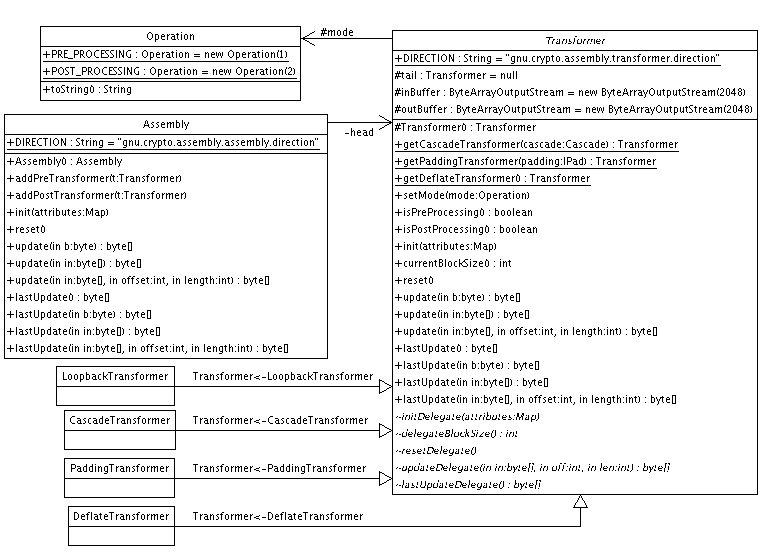 Operation
+PRE_PROCESSING : Operation = new Operation(1)
+POST_PROCESSING : Operation = new Operation(2)
+toString() : String
#mode
Assembly
+DIRECTION : String = "gnu.crypto.assembly.assembly.direction"
+Assembly() : Assembly
+addPreTransformer(t:Transformer)
+addPostTransformer(t:Transformer)
+init(attributes:Map)
+reset()
+update(in b:byte) : byte[]
+update(in in:byte[]) : byte[]
+update(in in:byte[], in offset:int, in length:int) : byte[]
+lastUpdate() : byte[]
+lastUpdate(in b:byte) : byte[]
+lastUpdate(in in:byte[]) : byte[]
+lastUpdate(in in:byte[], in offset:int, in length:int) : byte[]
-head
Transformer
+DIRECTION : String = "gnu.crypto.assembly.transformer.direction"
#tail : Transformer = null
#inBuffer : ByteArrayOutputStream = new ByteArrayOutputStream(2048)
#outBuffer : ByteArrayOutputStream = new ByteArrayOutputStream(2048)
#Transformer() : Transformer
+getCascadeTransformer(cascade:Cascade) : Transformer
+getPaddingTransformer(padding:IPad) : Transformer
+getDeflateTransformer() : Transformer
+setMode(mode:Operation)
+isPreProcessing() : boolean
+isPostProcessing() : boolean
+init(attributes:Map)
+currentBlockSize() : int
+reset()
+update(in b:byte) : byte[]
+update(in in:byte[]) : byte[]
+update(in in:byte[], in offset:int, in length:int) : byte[]
+lastUpdate() : byte[]
+lastUpdate(in b:byte) : byte[]
+lastUpdate(in in:byte[]) : byte[]
+lastUpdate(in in:byte[], in offset:int, in length:int) : byte[]
~initDelegate(attributes:Map)
~delegateBlockSize() : int
~resetDelegate()
~updateDelegate(in in:byte[], in off:int, in len:int) : byte[]
~lastUpdateDelegate() : byte[]
LoopbackTransformer
Transformer<-LoopbackTransformer
CascadeTransformer
Transformer<-CascadeTransformer
PaddingTransformer
Transformer<-PaddingTransformer
DeflateTransformer
Transformer<-DeflateTransformer